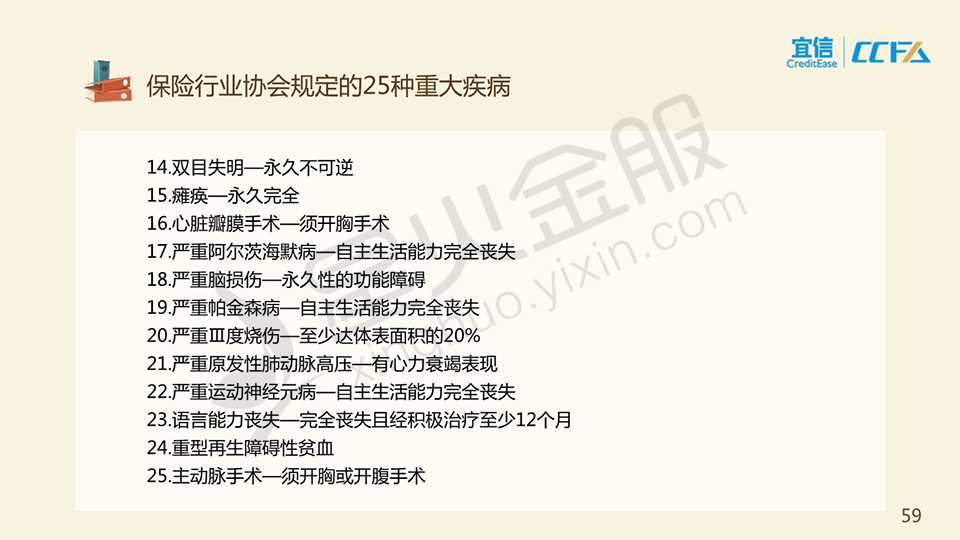 宜信
CreditEase
CCFA
保险行业协会规定的25种重大疾病
14.双目失明—永久不可逆
15.瘫痪—永久完全
16.心脏瓣膜手术—须开胸手术
17.严重阿尔茨海默病—自主生活能力完全丧失
18.严重脑损伤—永久性的功能障碍
19.严重帕金森病—自主生活能力完全丧失
20.严重Ⅲ度烧伤—至少达体表面积的20%
21.严重原发性肺动脉高压—有心力衰竭表现
22.严重运动神经元病—自主生活能力完全丧失
23.语言能力丧失—完全丧失且经积极治疗至少12个月
24.重型再生障碍性贫血
25.主动脉手术—须开胸或开腹手术
星火金服
xinghuo.yixin.com
59